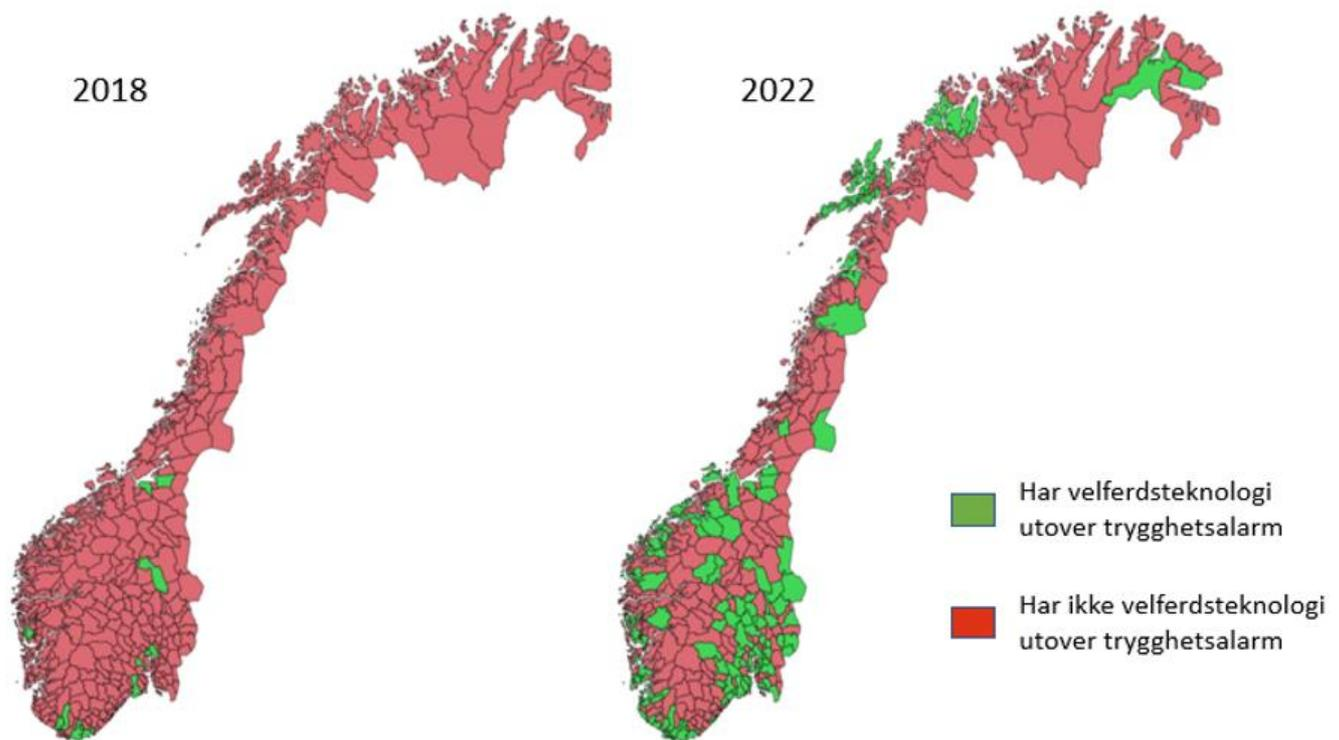 2018
2022
Har velferdsteknologi
utover trygghetsalarm
Har ikke velferdsteknologi
utover trygghetsalarm